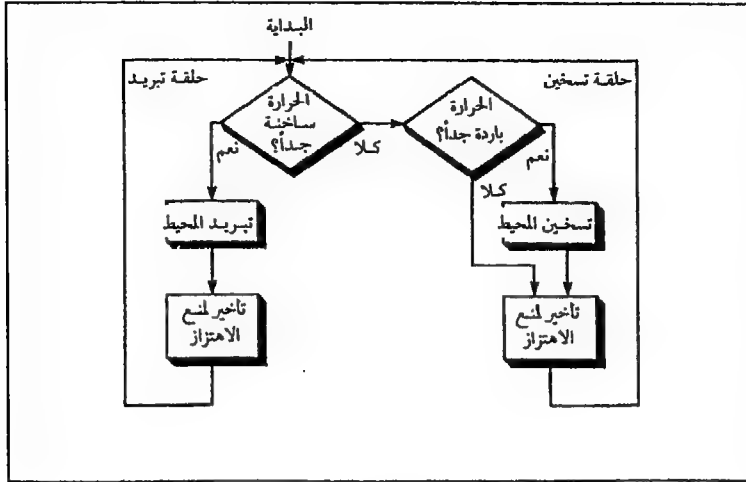 البداية
حلقة تسخين
حلقة تبريد
الحرارة
ساخنة
جداً؟
الحرارة
باردة جداً؟
نعم
كلا
كلا
نعم
تبريد المحيط
تسخين المحيط
تأخير لمنع
الاهتزاز
تأخير لمنع
الاهتزاز